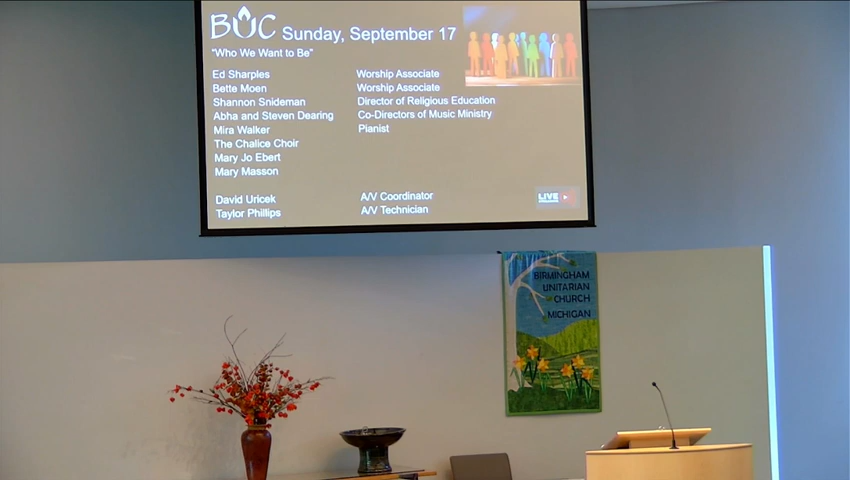 BUC Sunday, September 17
"Who We Want to Be"
Ed Sharples Worship Associate
Bette Moen Worship Associate
Shannon Snideman Director of Religious Education
Abha and Steven Dearing Co-Directors of Music Ministry
Mira Walker Pianist
The Chalice Choir
Mary Jo Ebert
Mary Masson
David Uricek A/V Coordinator
Taylor Phillips A/V Technician
LIVE
BIRMINGHAM
UNITARIAN
CHURCH
MICHIGAN